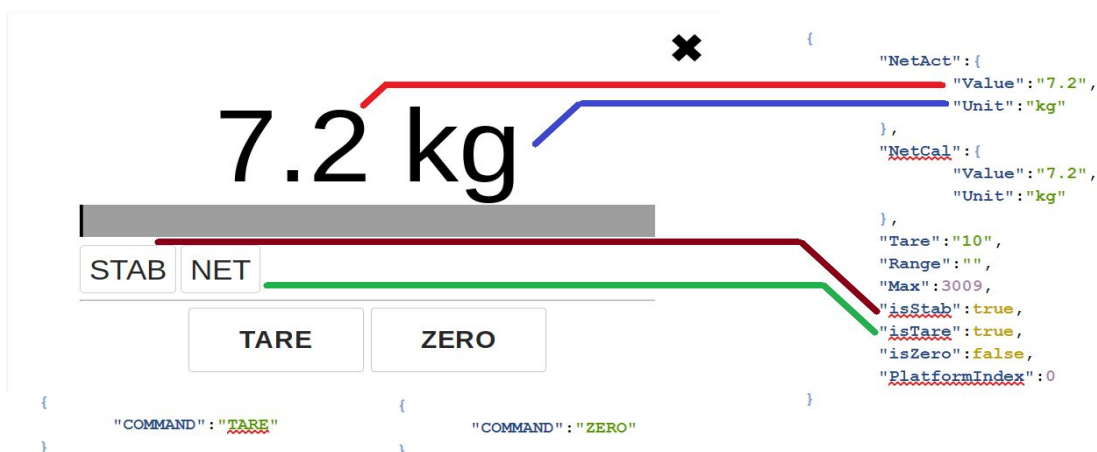 7.2 kg
STAB NET
TARE ZERO
{
"NetAct":{
"Value":"7.2",
"Unit":"kg"
},
"NetCal":{
"Value":"7.2",
"Unit":"kg"
},
"Tare":"10",
"Range":"",
"Max":3009,
"isStab":true,
"isTare":true,
"isZero":false,
"PlatformIndex":0
}
{
"COMMAND":"TARE"
}
{
"COMMAND":"ZERO"
}